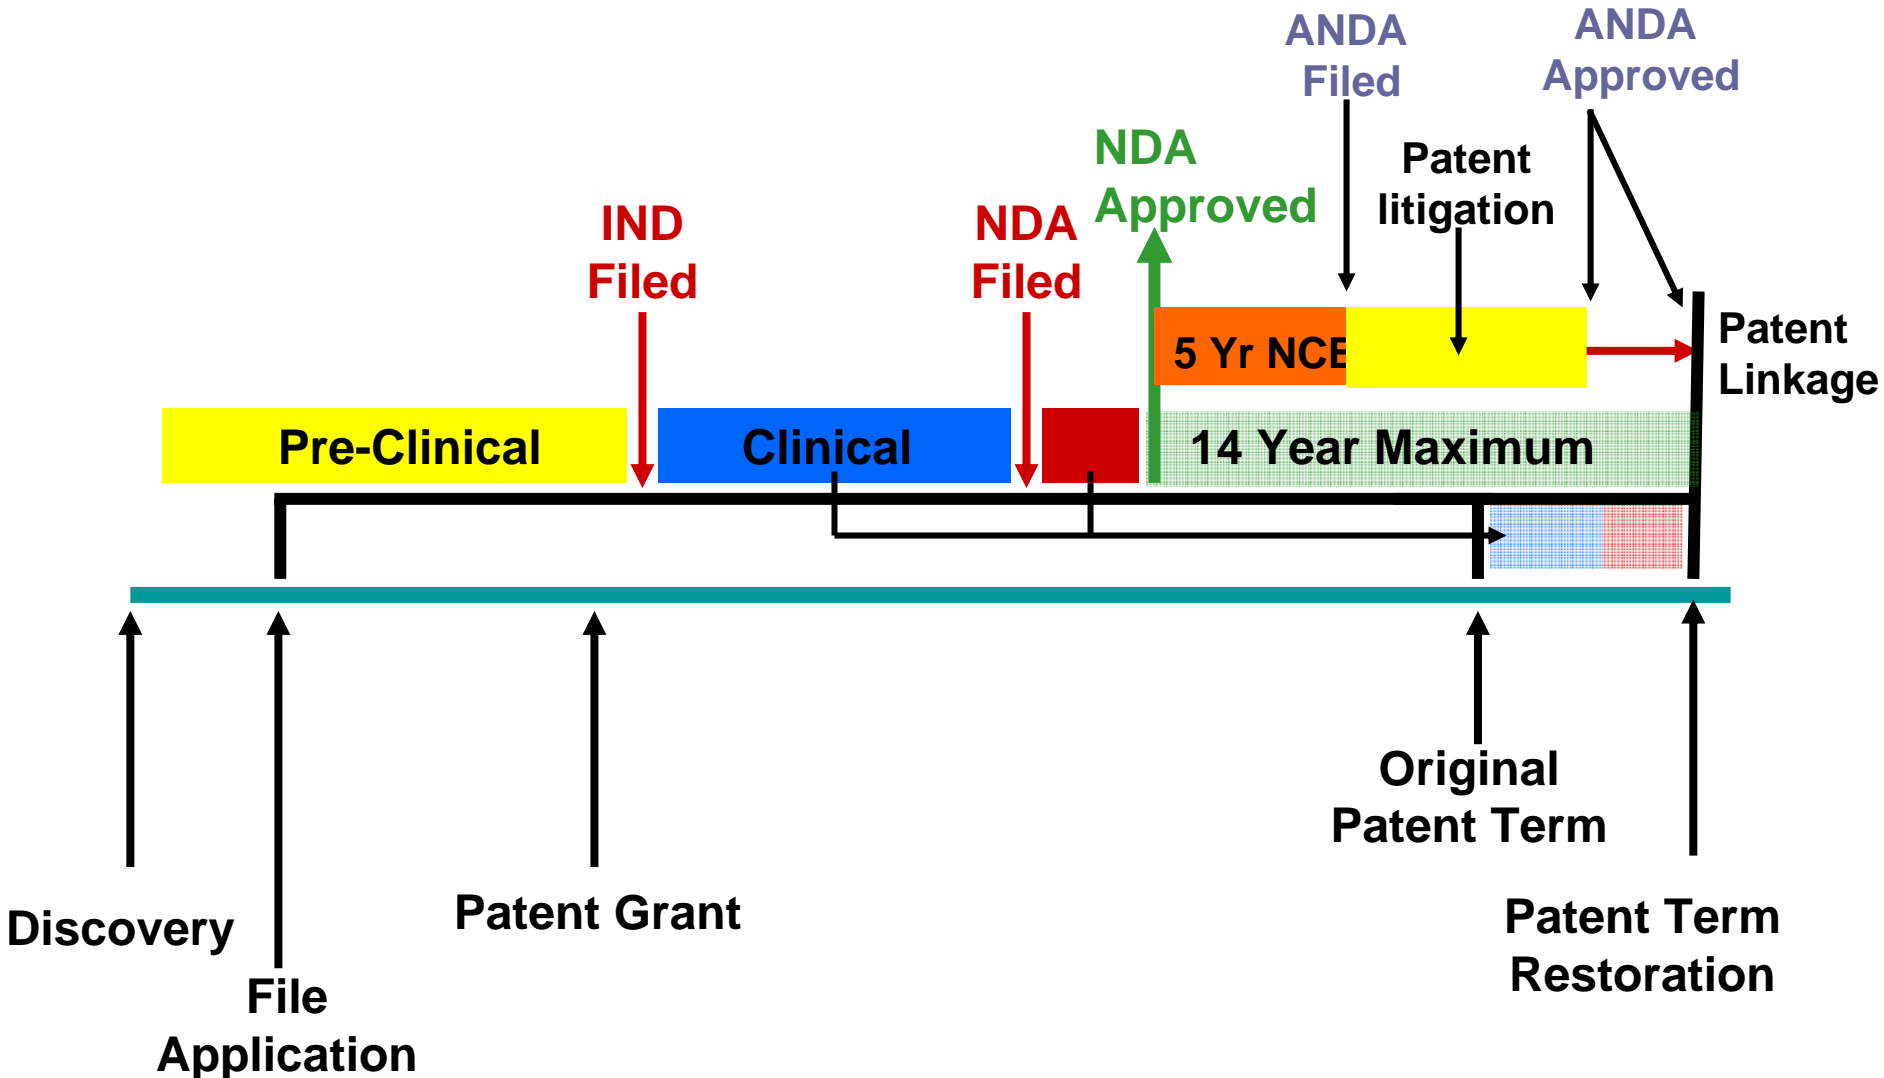 ANDA
Filed
ANDA
Approved
NDA
Approved
Patent
litigation
IND
Filed
NDA
Filed
5 Yr NCE
Patent
Linkage
Pre-Clinical
Clinical
14 Year Maximum
Original
Patent Term
Discovery
Patent Grant
Patent Term
Restoration
File
Application